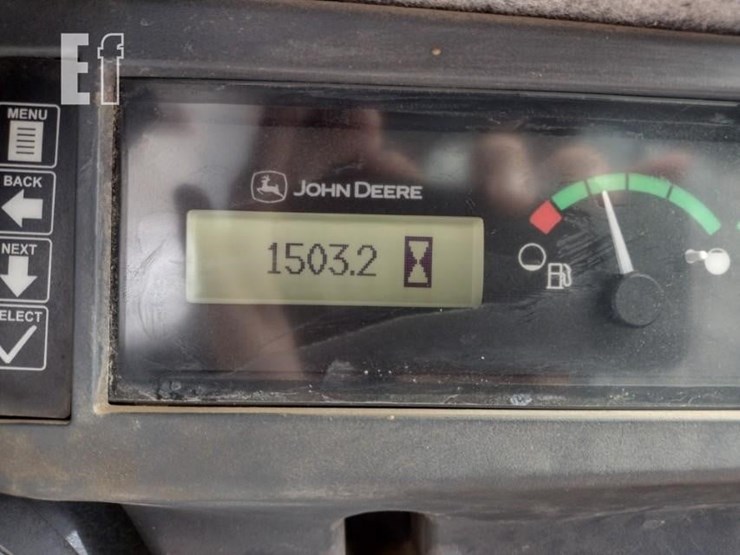 Ef
MENU
BACK
NEXT
ELECT
JOHN DEERE
1503.2